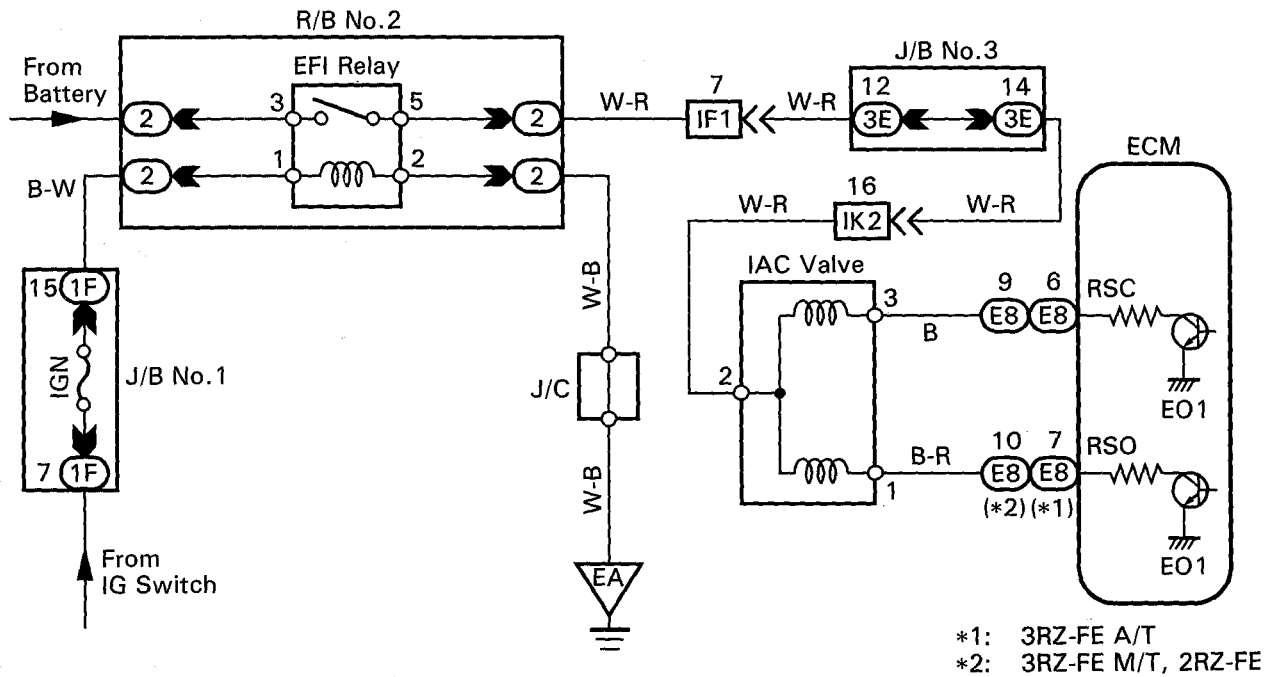 R/B No.2
From
Battery
EFI Relay
2
3
5
2
W-R
7
IF1
W-R
J/B No.3
12
14
3E
3E
B-W
2
1
2
2
ECM
16
W-R
IK2
W-R
15
1F
IGN
7
1F
J/B No.1
W-B
J/C
W-B
EA
From
IG Switch
IAC Valve
2
3
B
9
6
E8
E8
RSC
EO1
1
B-R
10
7
E8
E8
(*2)
(*1)
RSO
EO1
*1: 3RZ-FE A/T
*2: 3RZ-FE M/T, 2RZ-FE